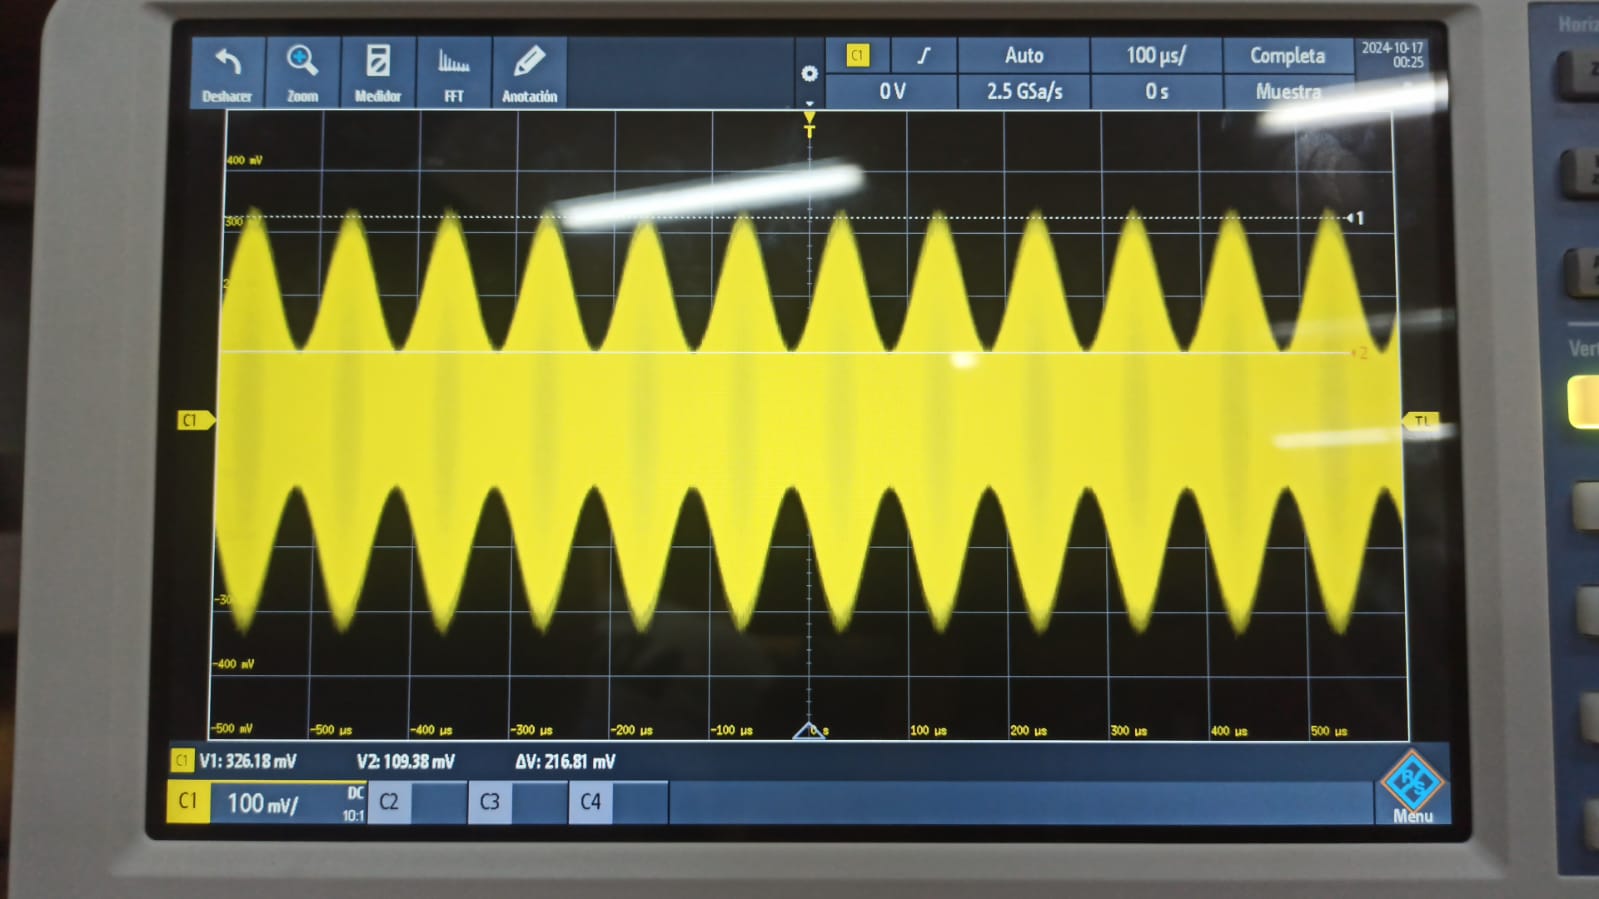 C1 Auto 100 µs/ Completa 2024-10-17
00:25
Deshacer Zoom Medidor FFT Anotación 0 V 2.5 GSa/s 0 s Muestra
T
400 mV
300
1
2
2
C1 TL
-30
-400 mV
-500 mV -500 µs -400 µs -300 µs -200 µs -100 µs 0 s 100 µs 200 µs 300 µs 400 µs 500 µs
C1 V1: 326.18 mV V2: 109.38 mV ΔV: 216.81 mV
C1 100 mV/ DC
10:1
C2 C3 C4
R&S
Menu
Horiz
Vert